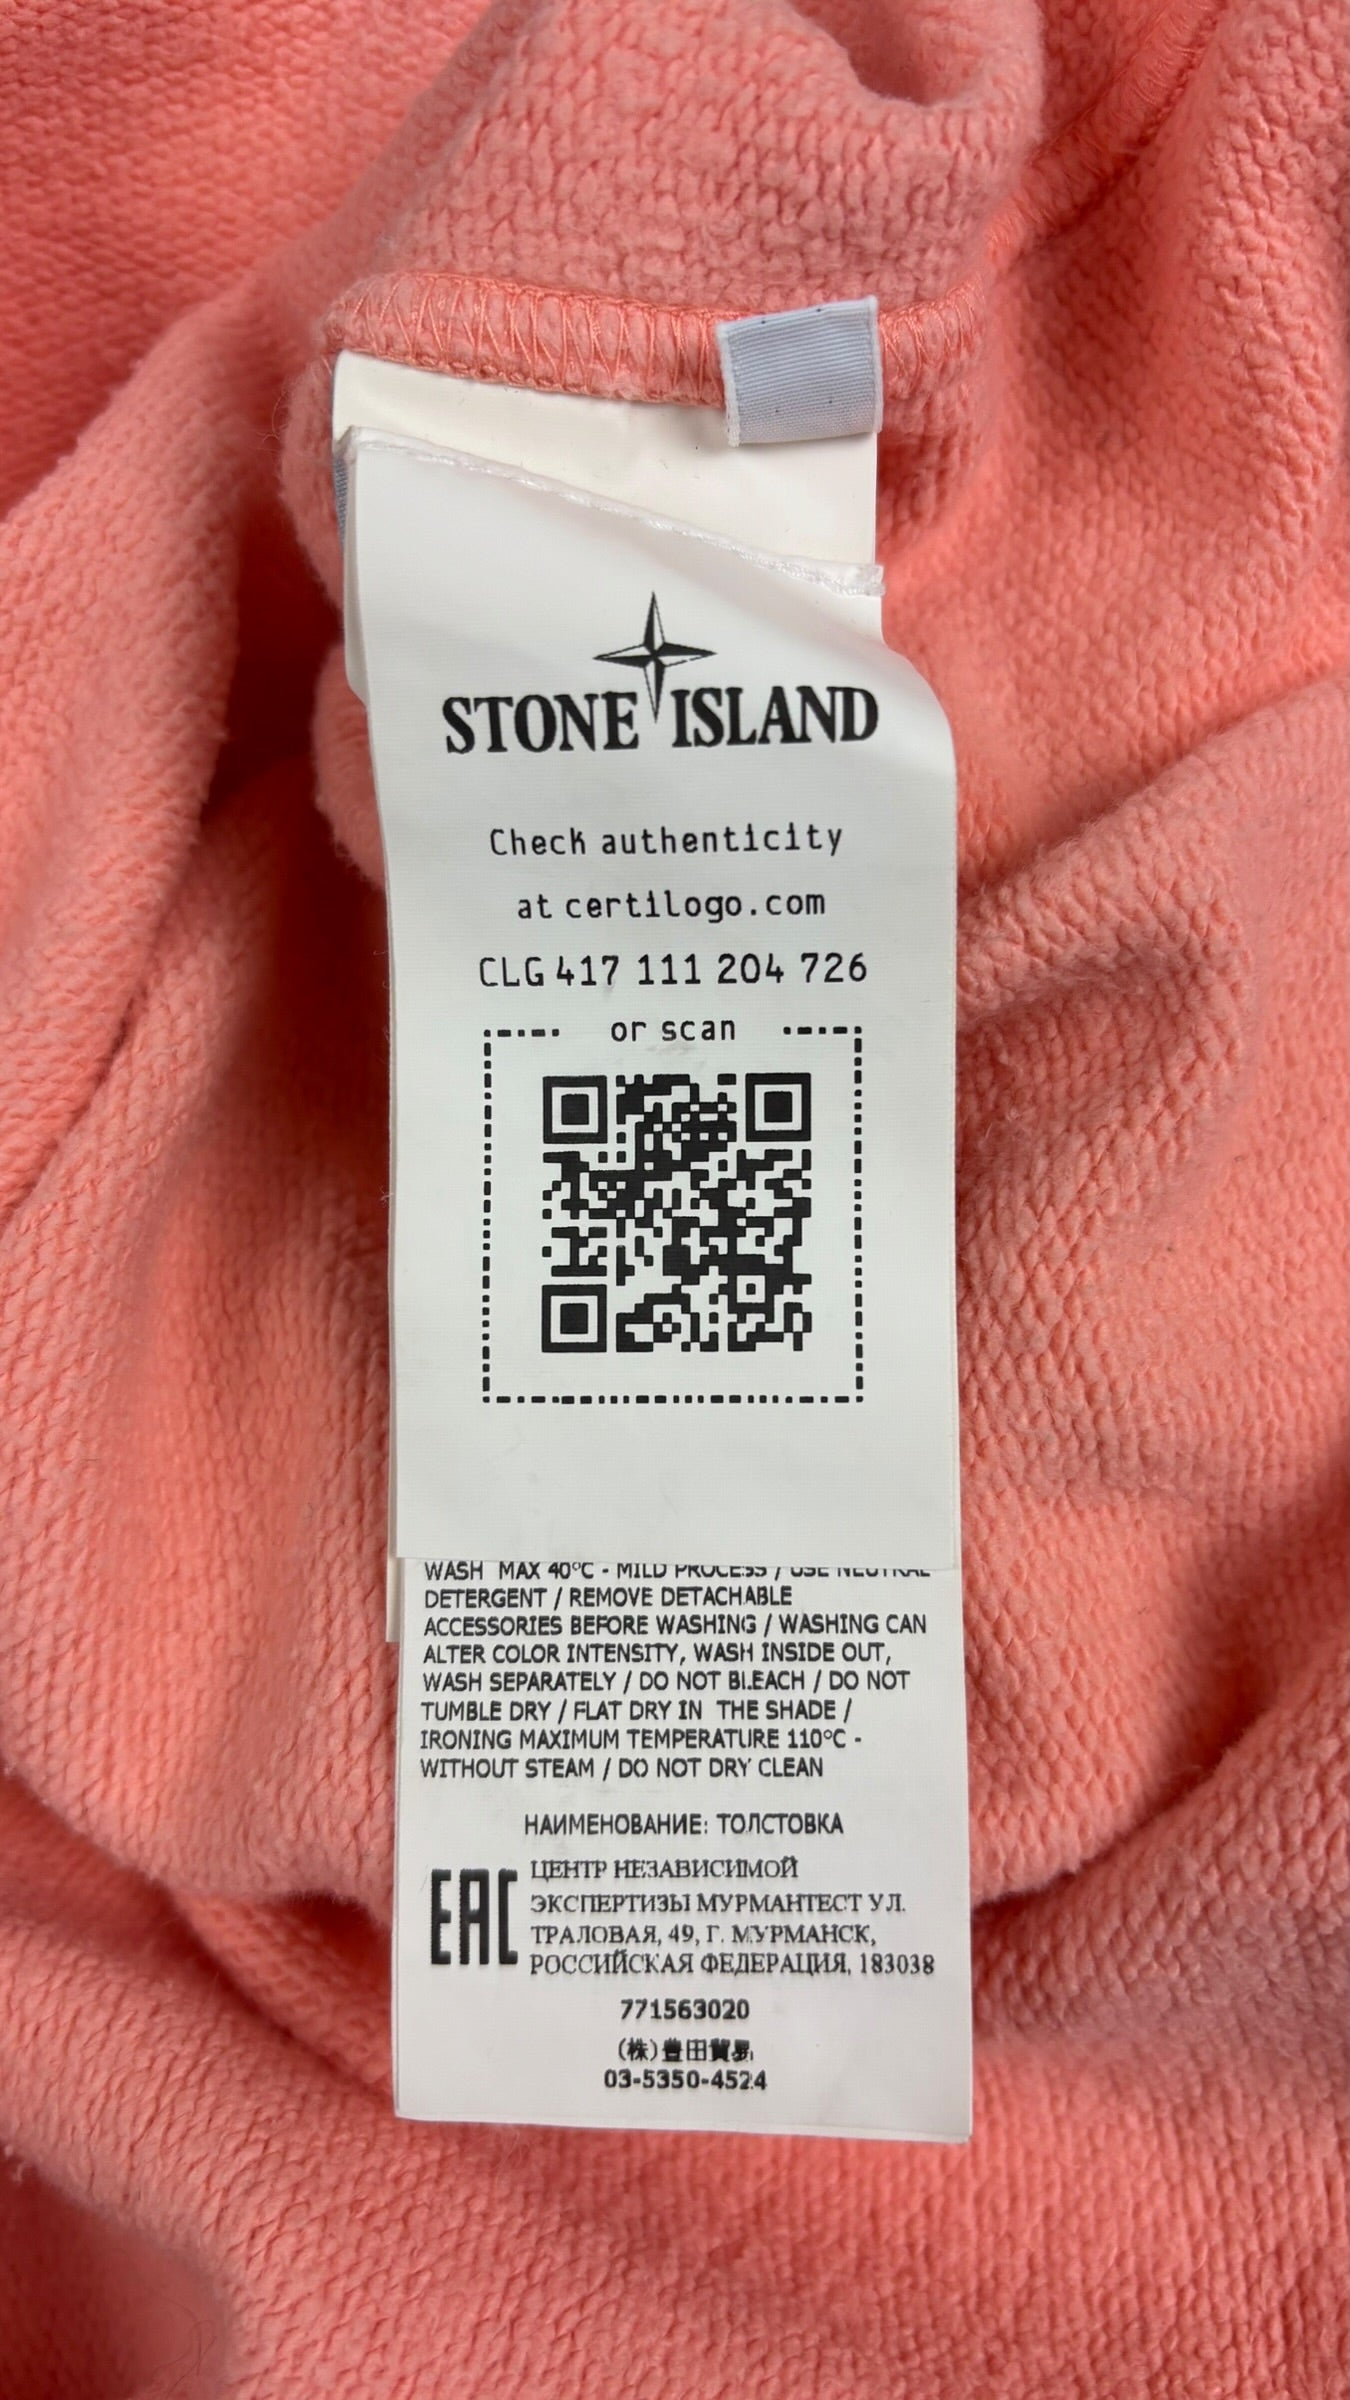 STONE ISLAND
Check authenticity
at certilogo.com
CLG 417 111 204 726
or scan
WASH MAX 40°C - MILD PROCESS / USE NEUTRAL
DETERGENT / REMOVE DETACHABLE
ACCESSORIES BEFORE WASHING / WASHING CAN
ALTER COLOR INTENSITY, WASH INSIDE OUT,
WASH SEPARATELY / DO NOT BLEACH / DO NOT
TUMBLE DRY / FLAT DRY IN THE SHADE /
IRONING MAXIMUM TEMPERATURE 110°C -
WITHOUT STEAM / DO NOT DRY CLEAN
НАИМЕНОВАНИЕ: ТОЛСТОВКА
EAC
ЦЕНТР НЕЗАВИСИМОЙ
ЭКСПЕРТИЗЫ МУРМАНТЕСТ УЛ.
ТРАЛОВАЯ, 49, Г. МУРМАНСК,
РОССИЙСКАЯ ФЕДЕРАЦИЯ, 183038
771563020
(株)豊田貿易
03-5350-4524